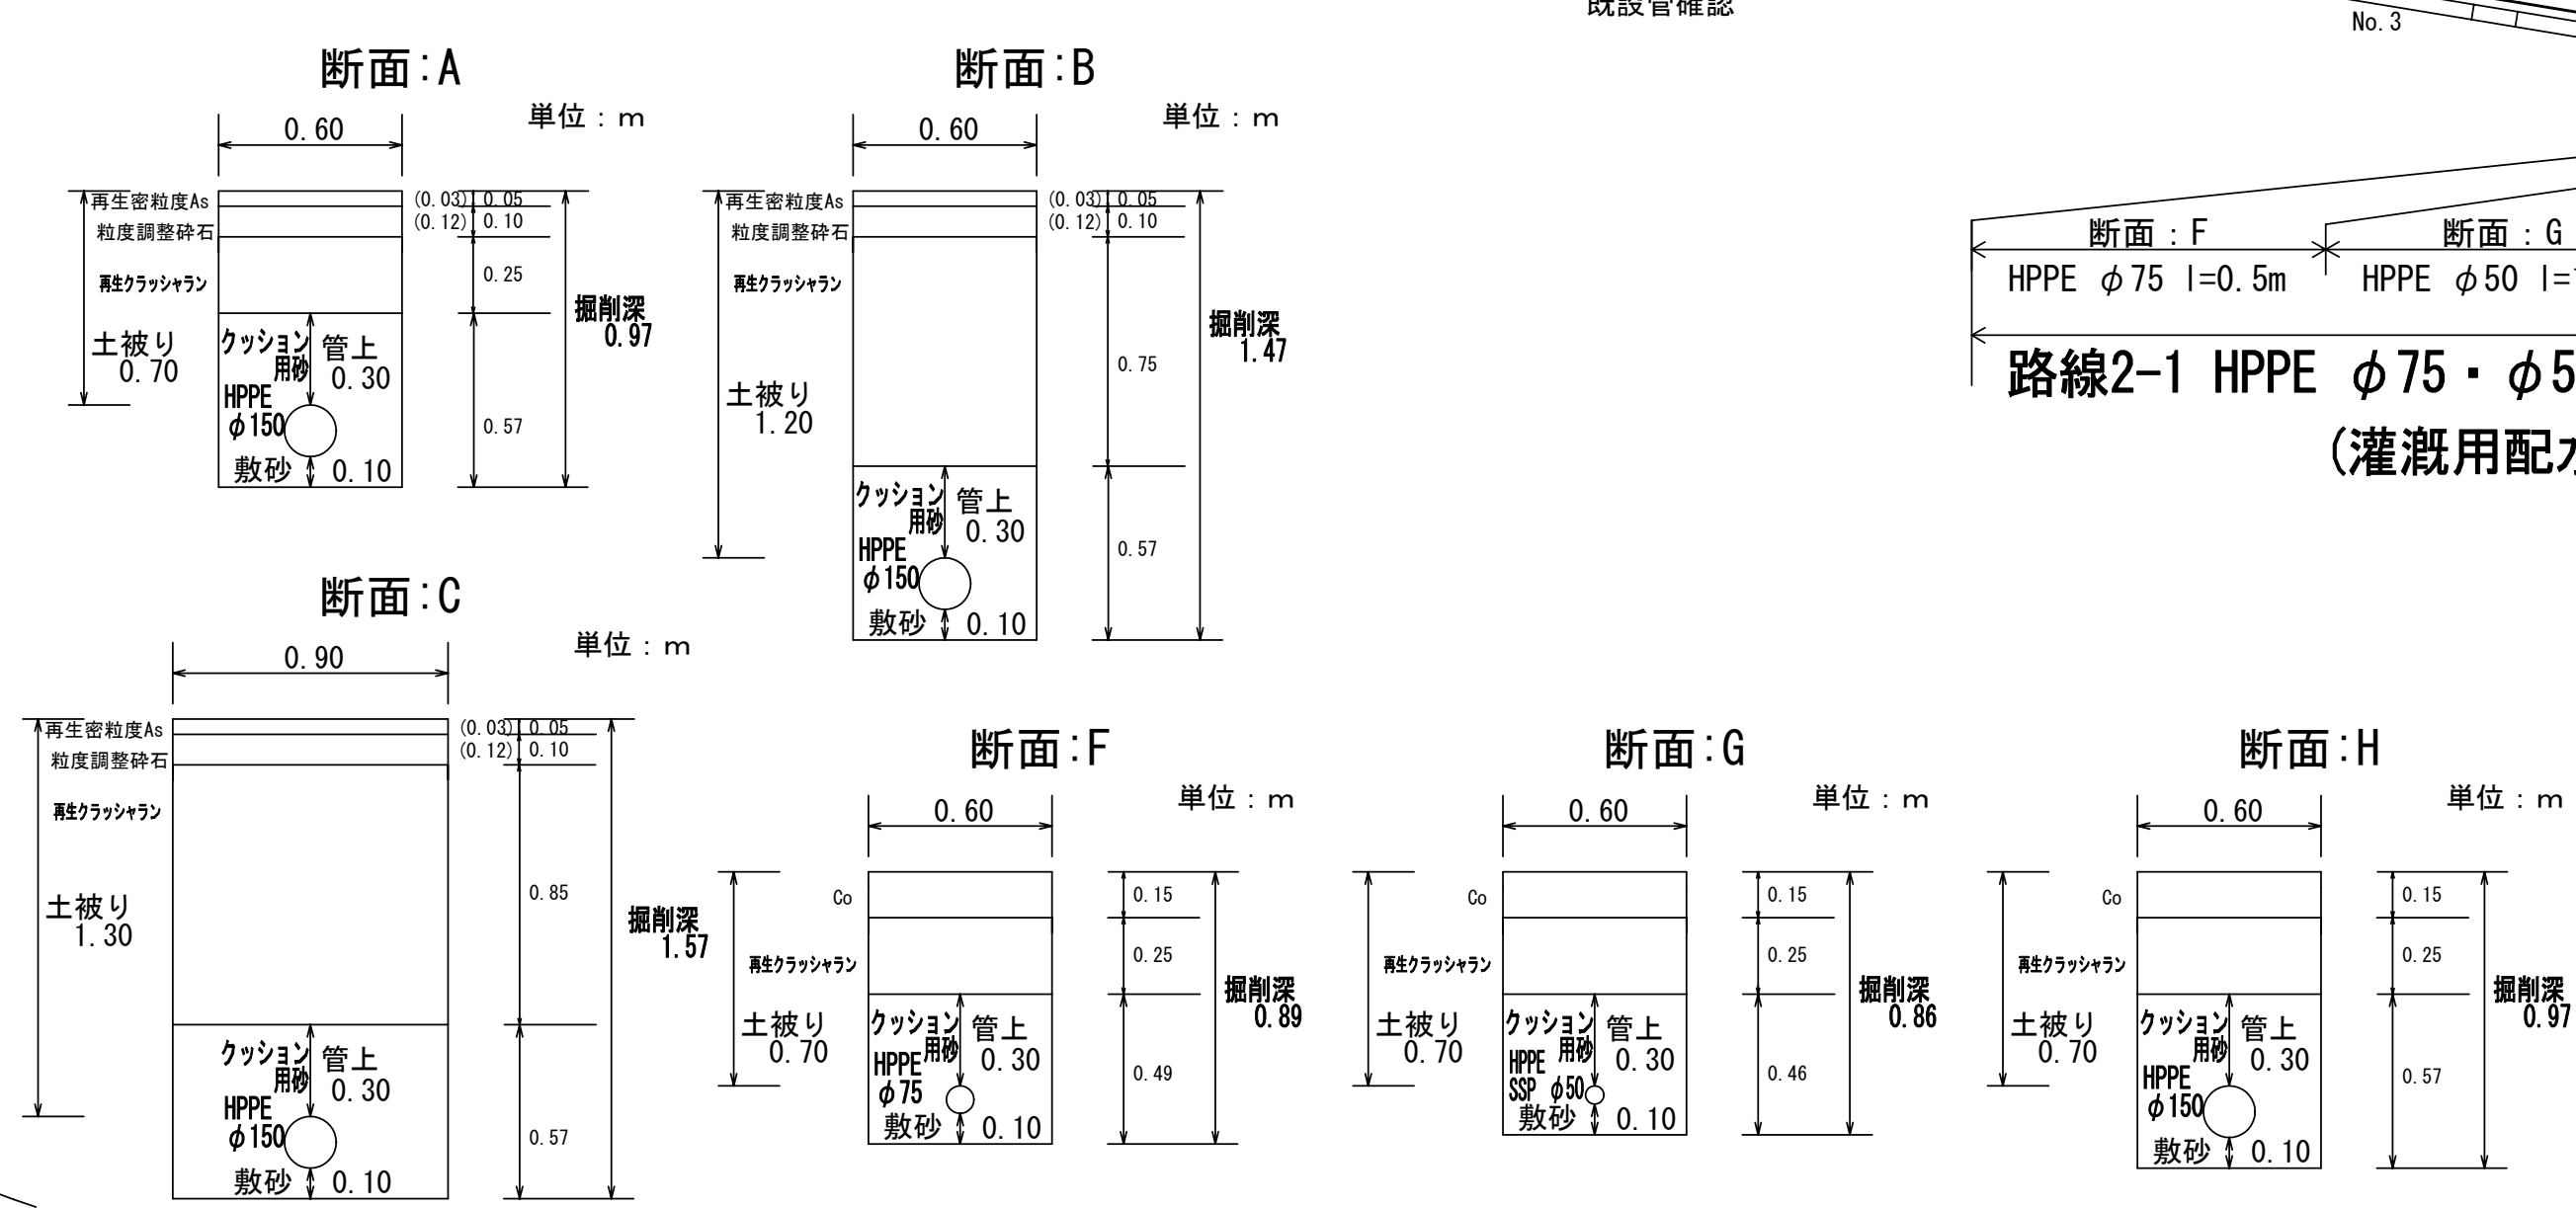 既設管確認
No. 3
断面:A
単位：m
0.60
再生密粒度As
(0.03) 0.05
粒度調整砕石
(0.12) 0.10
再生クラッシャラン
0.25
掘削深
0.97
土被り
0.70
クッション
用砂
管上
0.30
HPPE
φ150
0.57
敷砂 0.10
断面:B
単位：m
0.60
再生密粒度As
(0.03) 0.05
粒度調整砕石
(0.12) 0.10
再生クラッシャラン
0.75
掘削深
1.47
土被り
1.20
クッション
用砂
管上
0.30
HPPE
φ150
0.57
敷砂 0.10
断面：F
断面：G
HPPE φ75 l=0.5m
HPPE φ50 l=
路線2-1 HPPE φ75・φ5
(灌漑用配
断面:C
単位：m
0.90
再生密粒度As
(0.03) 0.05
粒度調整砕石
(0.12) 0.10
再生クラッシャラン
0.85
掘削深
1.57
土被り
1.30
クッション
用砂
管上
0.30
HPPE
φ150
0.57
敷砂 0.10
断面:F
単位：m
0.60
Co
0.15
再生クラッシャラン
0.25
掘削深
0.89
土被り
0.70
クッション
用砂
管上
0.30
HPPE
φ75
0.49
敷砂 0.10
断面:G
単位：m
0.60
Co
0.15
再生クラッシャラン
0.25
掘削深
0.86
土被り
0.70
クッション
用砂
管上
0.30
HPPE
SSP φ50
0.46
敷砂 0.10
断面:H
単位：m
0.60
Co
0.15
再生クラッシャラン
0.25
掘削深
0.97
土被り
0.70
クッション
用砂
管上
0.30
HPPE
φ150
0.57
敷砂 0.10